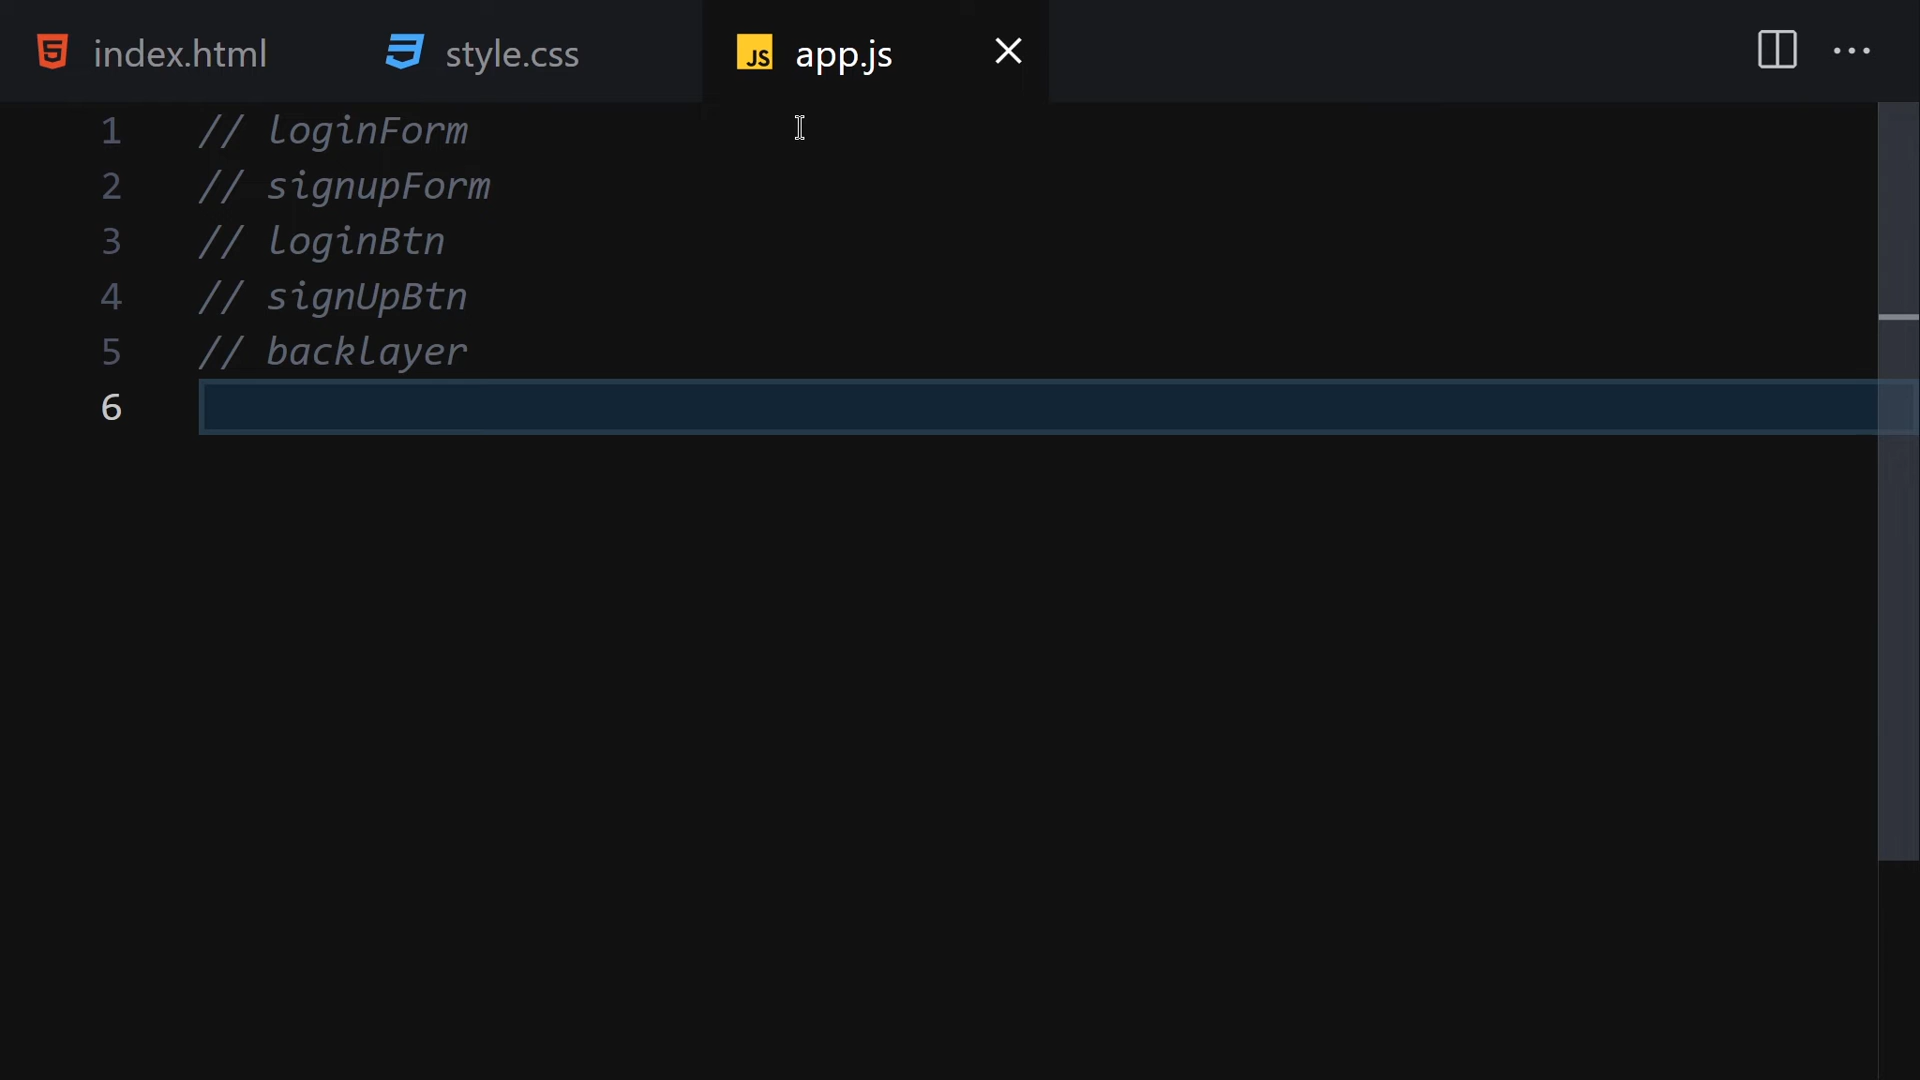 index.html style.css JS app.js
1 // loginForm
2 // signupForm
3 // loginBtn
4 // signUpBtn
5 // backlayer
6